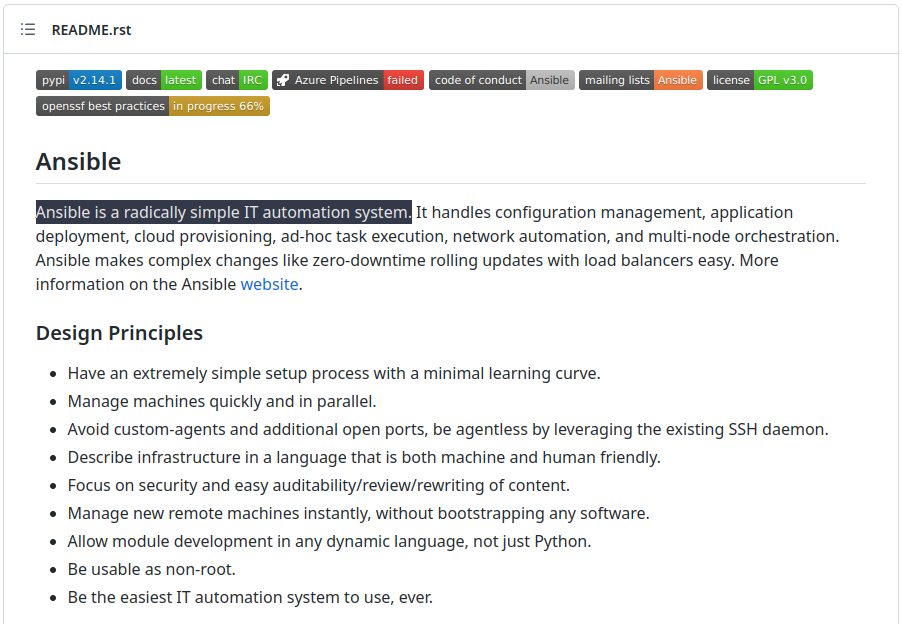 README.rst
pypi v2.14.1 docs latest chat IRC Azure Pipelines failed code of conduct Ansible mailing lists Ansible license GPL v3.0
openssf best practices in progress 66%
Ansible
Ansible is a radically simple IT automation system. It handles configuration management, application
deployment, cloud provisioning, ad-hoc task execution, network automation, and multi-node orchestration.
Ansible makes complex changes like zero-downtime rolling updates with load balancers easy. More
information on the Ansible website.
Design Principles
• Have an extremely simple setup process with a minimal learning curve.
• Manage machines quickly and in parallel.
• Avoid custom-agents and additional open ports, be agentless by leveraging the existing SSH daemon.
• Describe infrastructure in a language that is both machine and human friendly.
• Focus on security and easy auditability/review/rewriting of content.
• Manage new remote machines instantly, without bootstrapping any software.
• Allow module development in any dynamic language, not just Python.
• Be usable as non-root.
• Be the easiest IT automation system to use, ever.